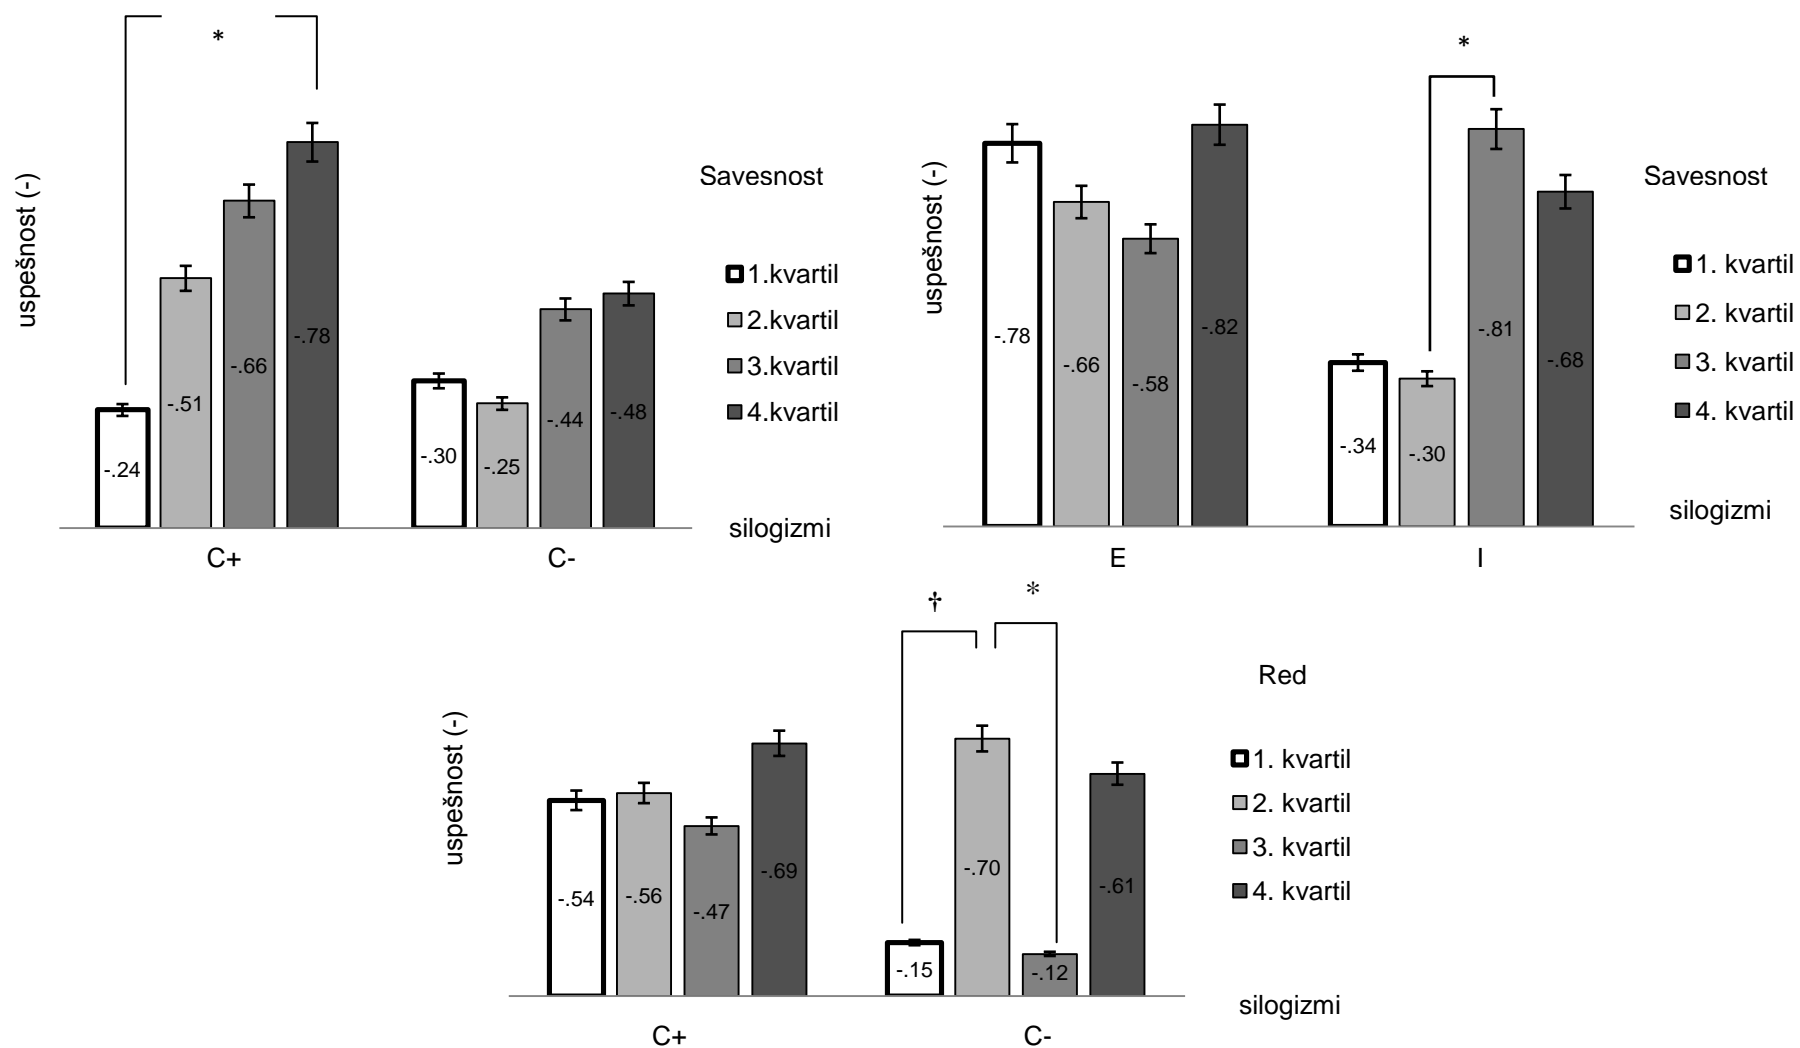 *
uspešnost (-)
-.24
-.51
-.66
-.78
-.30
-.25
-.44
-.48
C+
C-
silogizmi
Savesnost
1.kvartil
2.kvartil
3.kvartil
4.kvartil
*
uspešnost (-)
-.78
-.66
-.58
-.82
-.34
-.30
-.81
-.68
E
I
silogizmi
Savesnost
1. kvartil
2. kvartil
3. kvartil
4. kvartil
†
*
uspešnost (-)
-.54
-.56
-.47
-.69
-.15
-.70
-.12
-.61
C+
C-
silogizmi
Red
1. kvartil
2. kvartil
3. kvartil
4. kvartil